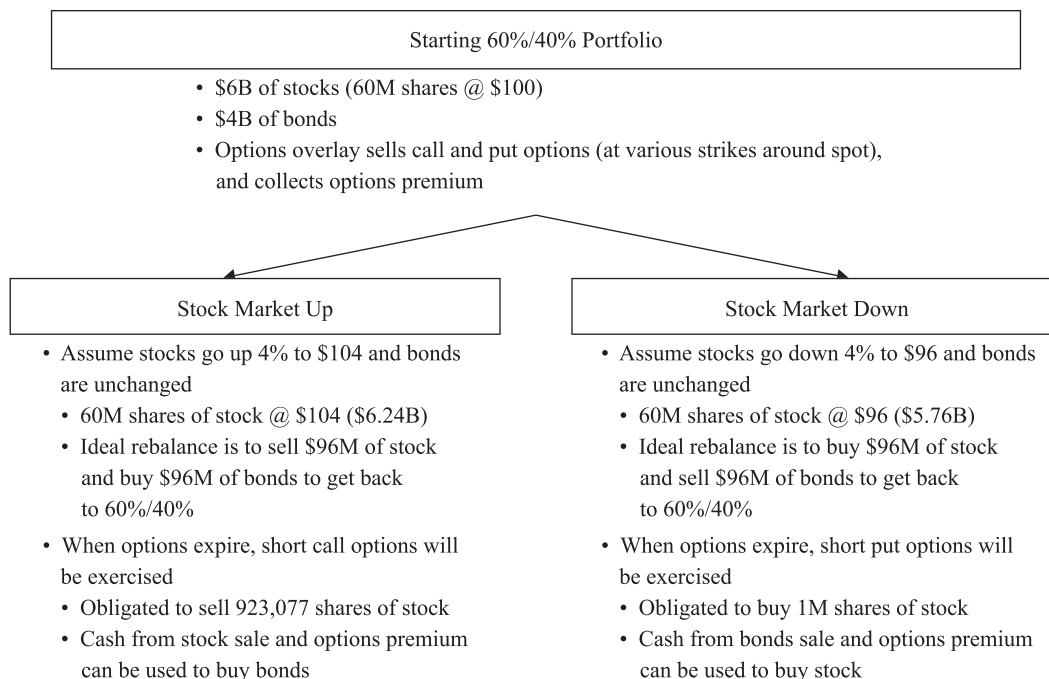 Starting 60%/40% Portfolio
• $6B of stocks (60M shares @ $100)
• $4B of bonds
• Options overlay sells call and put options (at various strikes around spot),
and collects options premium
Stock Market Up
• Assume stocks go up 4% to $104 and bonds
are unchanged
• 60M shares of stock @ $104 ($6.24B)
• Ideal rebalance is to sell $96M of stock
and buy $96M of bonds to get back
to 60%/40%
• When options expire, short call options will
be exercised
• Obligated to sell 923,077 shares of stock
• Cash from stock sale and options premium
can be used to buy bonds
Stock Market Down
• Assume stocks go down 4% to $96 and bonds
are unchanged
• 60M shares of stock @ $96 ($5.76B)
• Ideal rebalance is to buy $96M of stock
and sell $96M of bonds to get back
to 60%/40%
• When options expire, short put options will
be exercised
• Obligated to buy 1M shares of stock
• Cash from bonds sale and options premium
can be used to buy stock